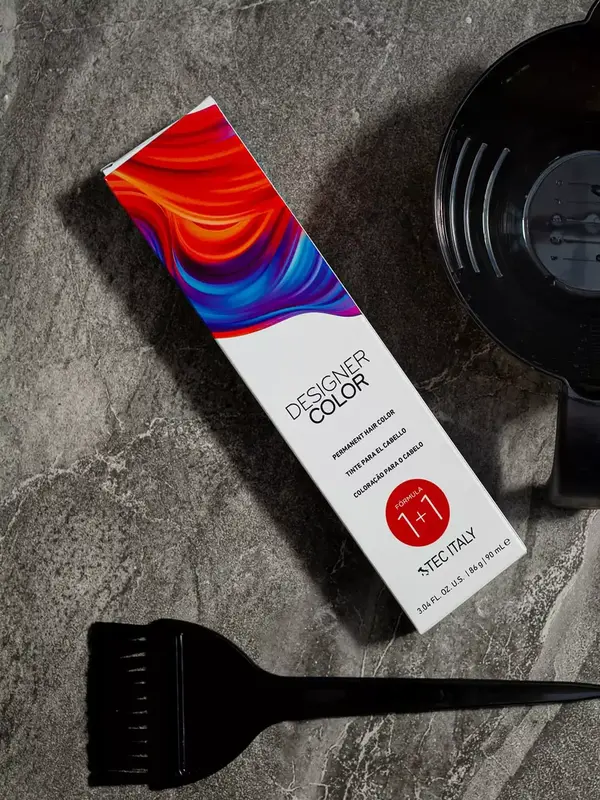 DESIGNER
COLOR
PERMANENT HAIR COLOR
TINTE PARA EL CABELLO
COLORAÇÃO PARA O CABELO
FÓRMULA
1+1
TEC ITALY
3.04 FL. OZ. U.S. | 86 g | 90 mL ℮